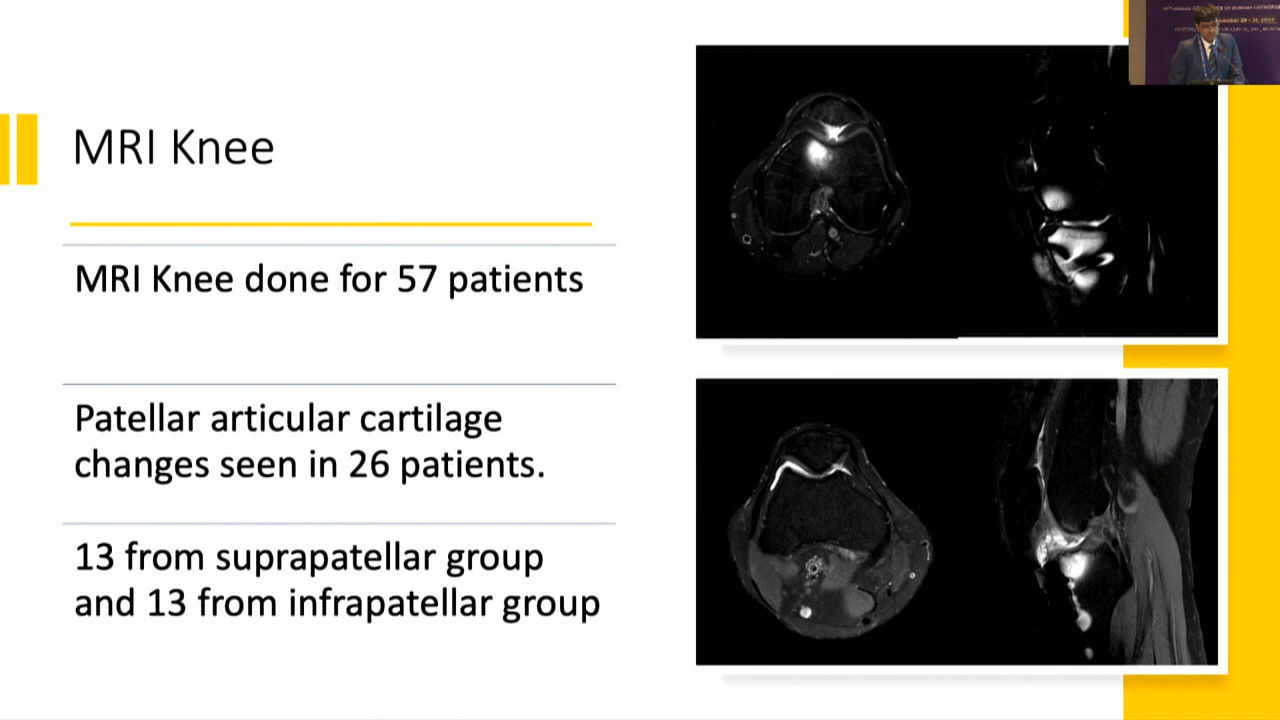 MRI Knee
MRI Knee done for 57 patients
Patellar articular cartilage
changes seen in 26 patients.
13 from suprapatellar group
and 13 from infrapatellar group